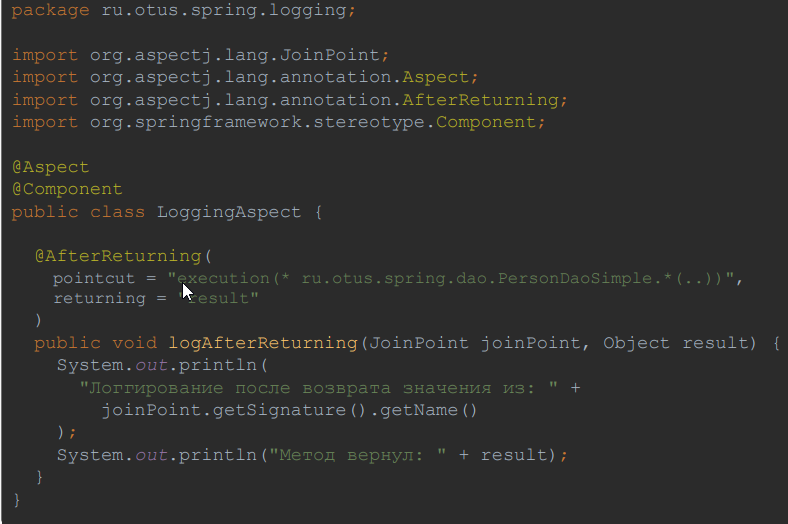 package ru.otus.spring.logging;
import org.aspectj.lang.JoinPoint;
import org.aspectj.lang.annotation.Aspect;
import org.aspectj.lang.annotation.AfterReturning;
import org.springframework.stereotype.Component;
@Aspect
@Component
public class LoggingAspect {
@AfterReturning(
pointcut = "execution(* ru.otus.spring.dao.PersonDaoSimple.*(..))",
returning = "result"
)
public void logAfterReturning(JoinPoint joinPoint, Object result) {
System.out.println(
"Логгирование после возврата значения из: " +
joinPoint.getSignature().getName()
);
System.out.println("Метод вернул: " + result);
}
}